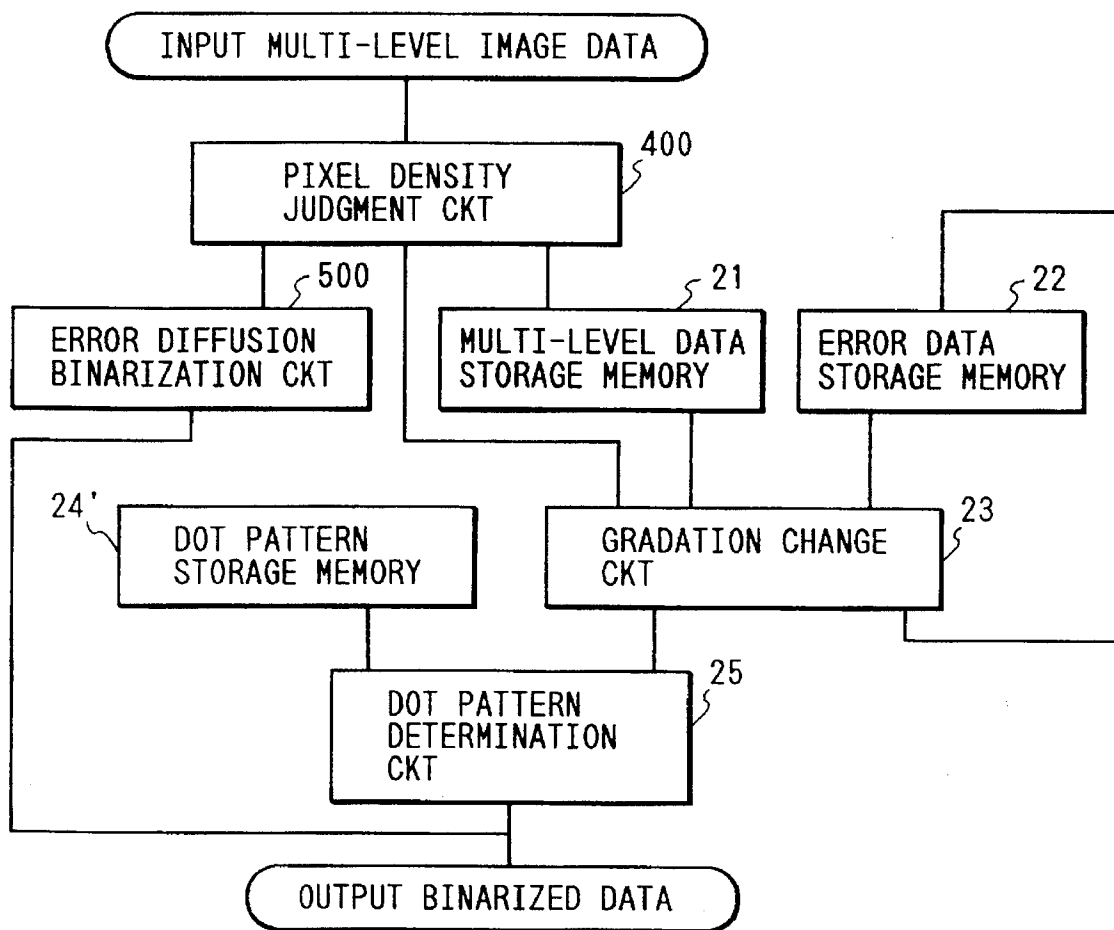 INPUT MULTI-LEVEL IMAGE DATA
400
PIXEL DENSITY
JUDGMENT CKT
500
21
22
ERROR DIFFUSION
BINARIZATION CKT
MULTI-LEVEL DATA
STORAGE MEMORY
ERROR DATA
STORAGE MEMORY
24'
23
DOT PATTERN
STORAGE MEMORY
GRADATION CHANGE
CKT
25
DOT PATTERN
DETERMINATION
CKT
OUTPUT BINARIZED DATA